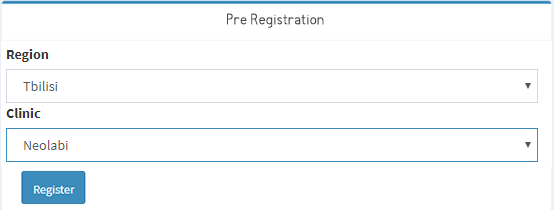 Pre Registration
Region
Tbilisi
Clinic
Neolabi
Register